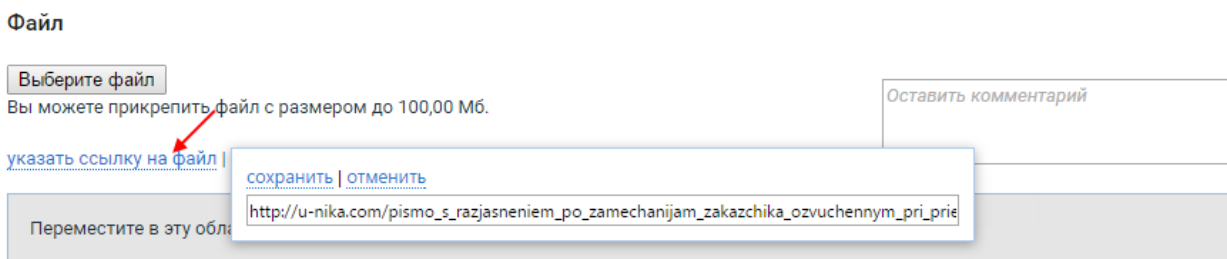 Файл
Выберите файл
Вы можете прикрепить файл с размером до 100,00 Мб.
Оставить комментарий
указать ссылку на файл |
сохранить | отменить
http://u-nika.com/pismo_s_razjasneniem_po_zamechanijam_zakazchika_ozvuchennym_pri_prie
Переместите в эту обла